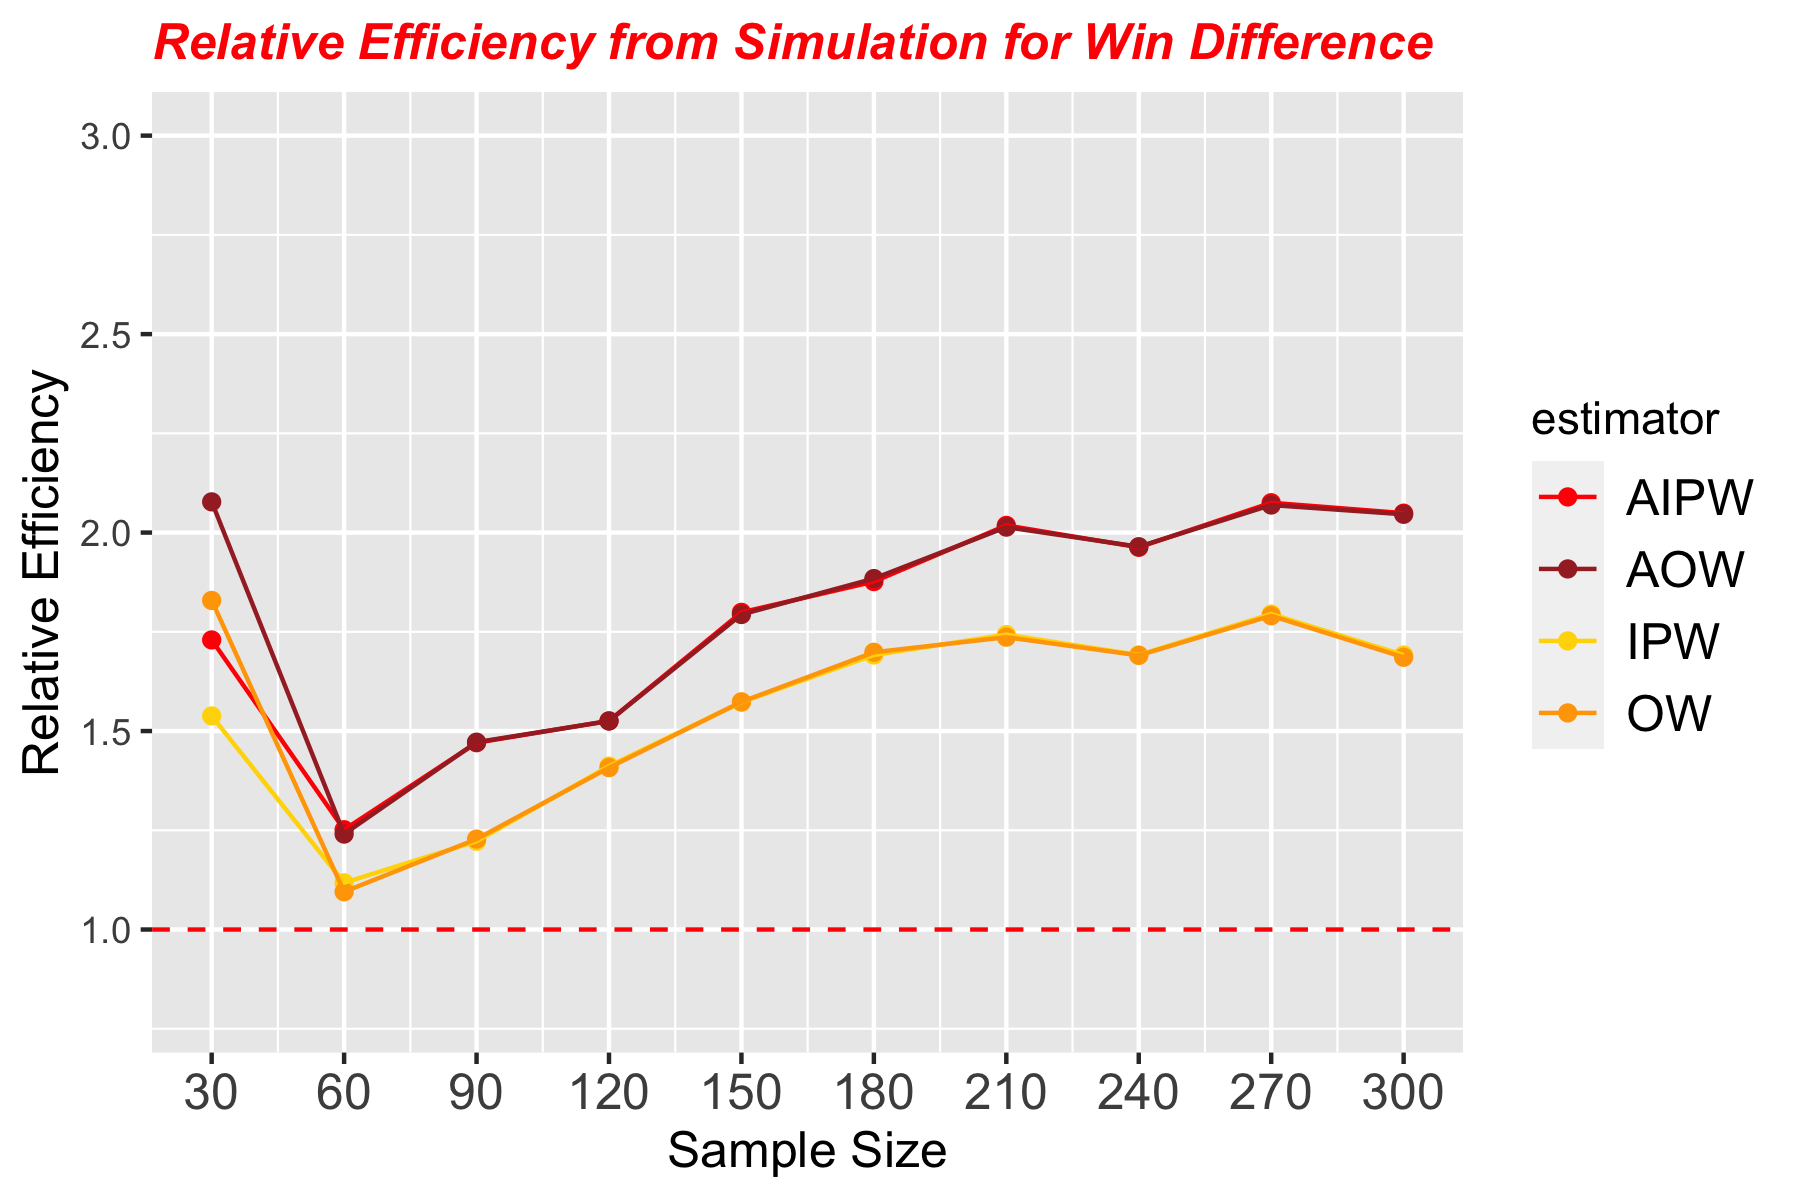 Relative Efficiency from Simulation for Win Difference
3.0
2.5
2.0
1.5
1.0
Relative Efficiency
30 60 90 120 150 180 210 240 270 300
Sample Size
estimator
AIPW
AOW
IPW
OW